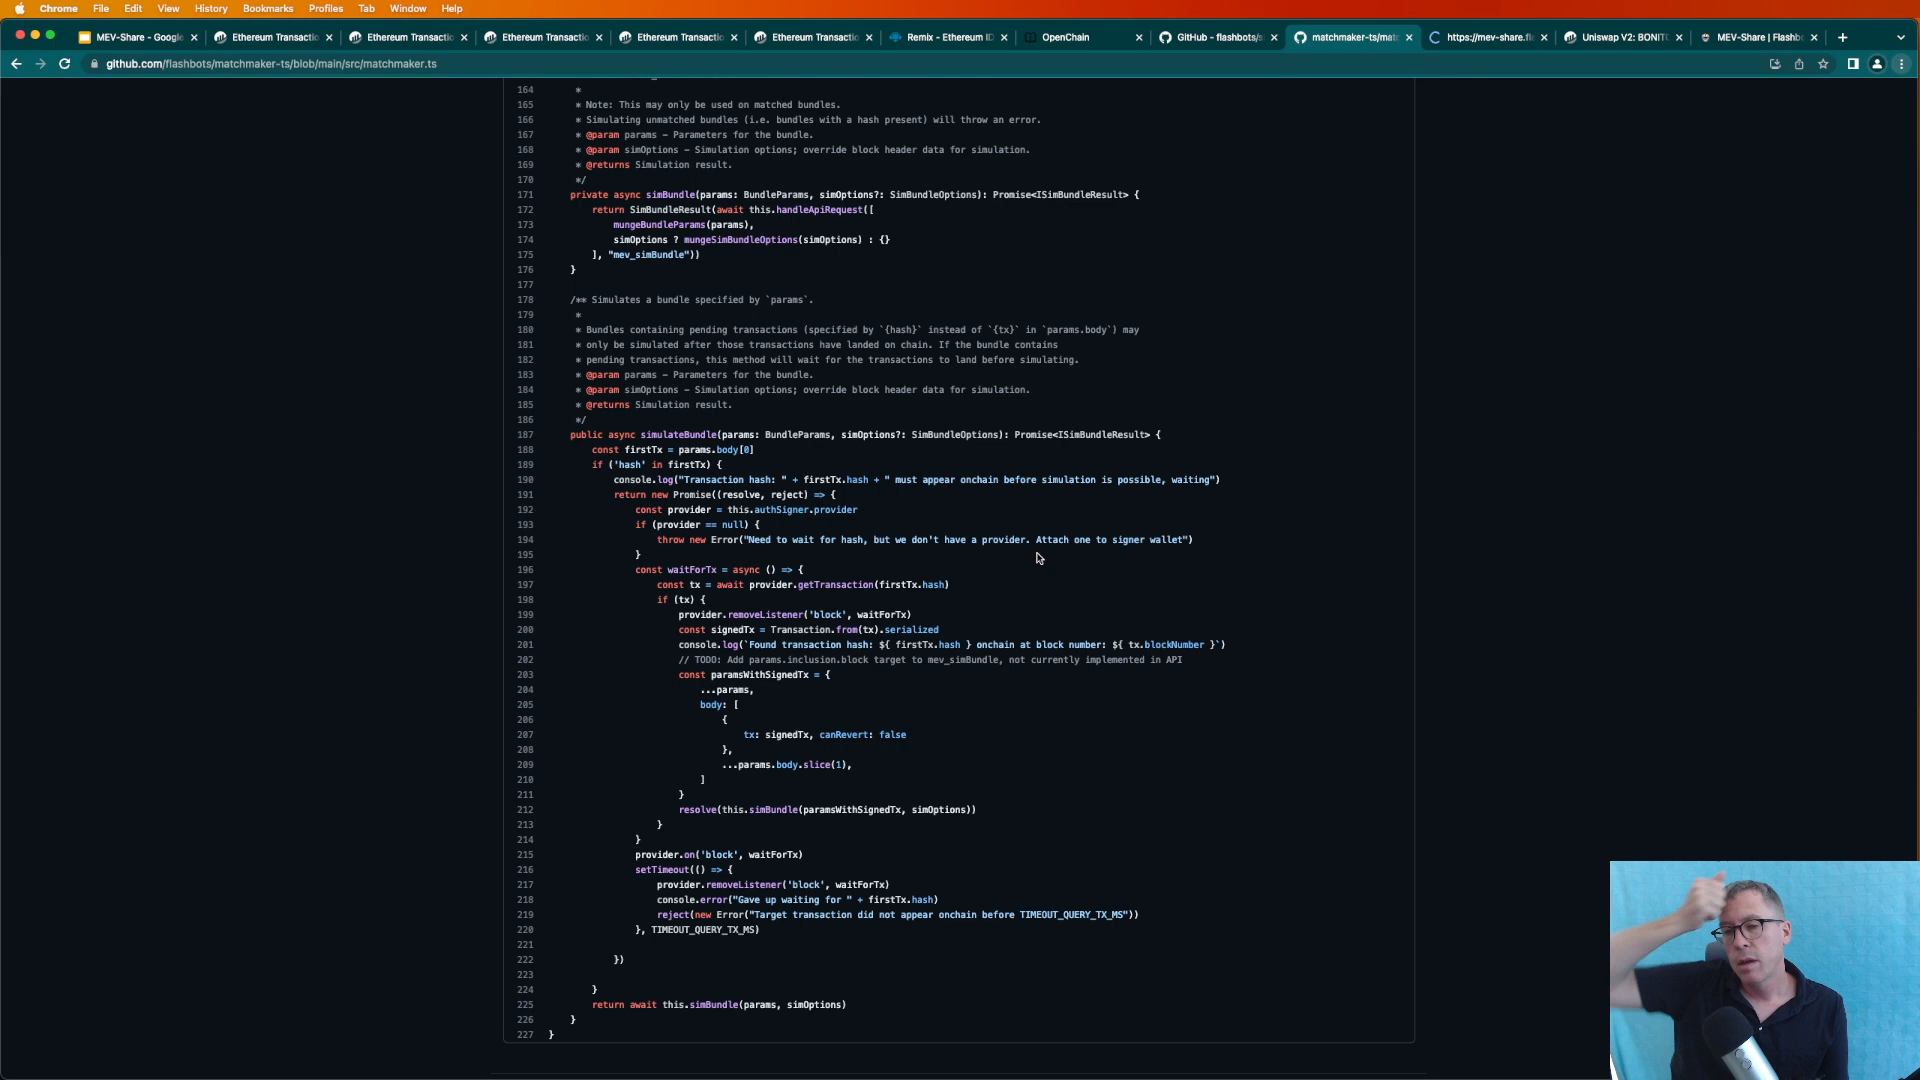 Chrome File Edit View History Bookmarks Profiles Tab Window Help
MEV-Share - Google Ethereum Transactio Ethereum Transactio Ethereum Transactio Ethereum Transactio Ethereum Transactio Remix - Ethereum ID OpenChain GitHub - flashbots/s matchmaker-ts/mat https://mev-share.fl Uniswap V2: BONIT MEV-Share | Flashb
github.com/flashbots/matchmaker-ts/blob/main/src/matchmaker.ts
164 *
165 * Note: This may only be used on matched bundles.
166 * Simulating unmatched bundles (i.e. bundles with a hash present) will throw an error.
167 * @param params - Parameters for the bundle.
168 * @param simOptions - Simulation options; override block header data for simulation.
169 * @returns Simulation result.
170 */
171 private async simBundle(params: BundleParams, simOptions?: SimBundleOptions): Promise<ISimBundleResult> {
172 return SimBundleResult(await this.handleApiRequest([
173 mungeBundleParams(params),
174 simOptions ? mungeSimBundleOptions(simOptions) : {}
175 ], "mev_simBundle"))
176 }
177
178 /** Simulates a bundle specified by `params`.
179 *
180 * Bundles containing pending transactions (specified by `{hash}` instead of `{tx}` in `params.body`) may
181 * only be simulated after those transactions have landed on chain. If the bundle contains
182 * pending transactions, this method will wait for the transactions to land before simulating.
183 * @param params - Parameters for the bundle.
184 * @param simOptions - Simulation options; override block header data for simulation.
185 * @returns Simulation result.
186 */
187 public async simulateBundle(params: BundleParams, simOptions?: SimBundleOptions): Promise<ISimBundleResult> {
188 const firstTx = params.body[0]
189 if ('hash' in firstTx) {
190 console.log("Transaction hash: " + firstTx.hash + " must appear onchain before simulation is possible, waiting")
191 return new Promise((resolve, reject) => {
192 const provider = this.authSigner.provider
193 if (provider == null) {
194 throw new Error("Need to wait for hash, but we don't have a provider. Attach one to signer wallet")
195 }
196 const waitForTx = async () => {
197 const tx = await provider.getTransaction(firstTx.hash)
198 if (tx) {
199 provider.removeListener('block', waitForTx)
200 const signedTx = Transaction.from(tx).serialized
201 console.log(`Found transaction hash: ${ firstTx.hash } onchain at block number: ${ tx.blockNumber }`)
202 // TODO: Add params.inclusion.block target to mev_simBundle, not currently implemented in API
203 const paramsWithSignedTx = {
204 ...params,
205 body: [
206 {
207 tx: signedTx, canRevert: false
208 },
209 ...params.body.slice(1),
210 ]
211 }
212 resolve(this.simBundle(paramsWithSignedTx, simOptions))
213 }
214 }
215 provider.on('block', waitForTx)
216 setTimeout(() => {
217 provider.removeListener('block', waitForTx)
218 console.error("Gave up waiting for " + firstTx.hash)
219 reject(new Error("Target transaction did not appear onchain before TIMEOUT_QUERY_TX_MS"))
220 }, TIMEOUT_QUERY_TX_MS)
221
222 })
223
224 }
225 return await this.simBundle(params, simOptions)
226 }
227 }